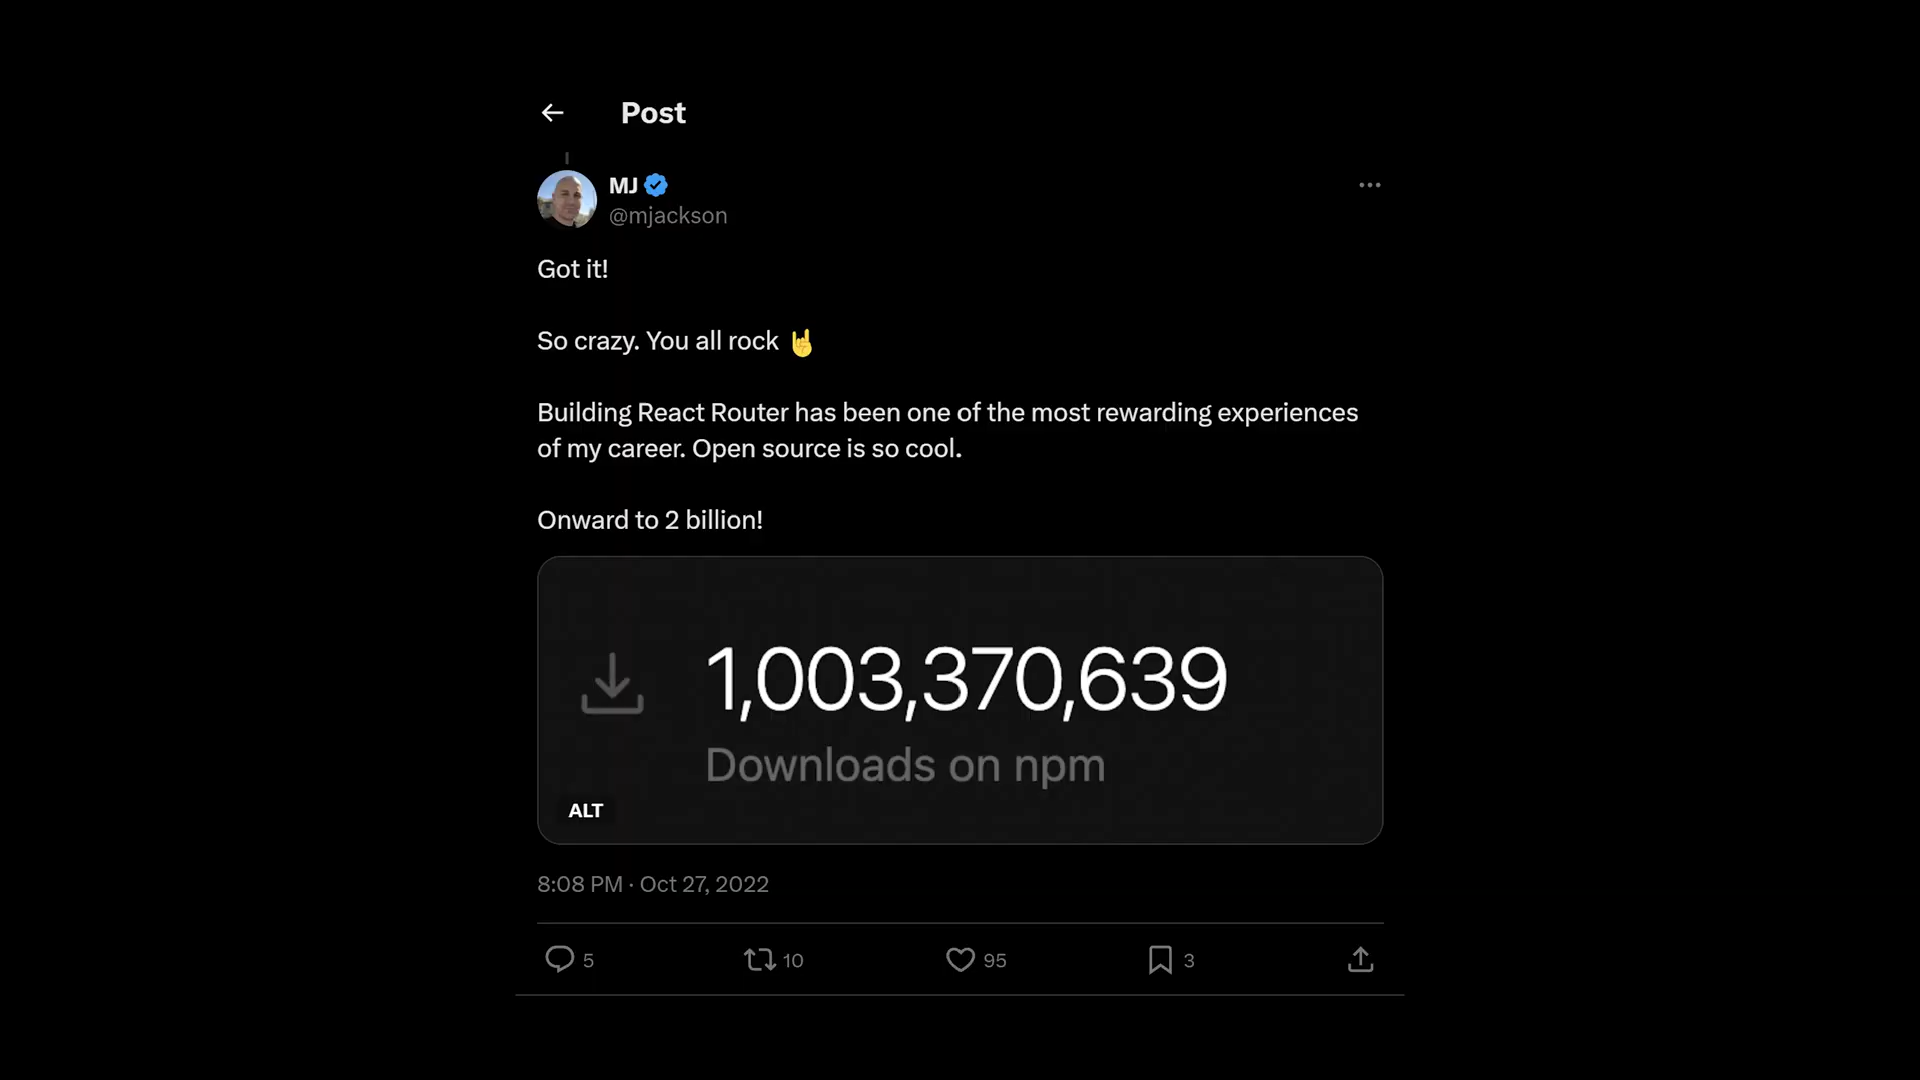 Post
MJ
@mjackson
Got it!
So crazy. You all rock 🤘
Building React Router has been one of the most rewarding experiences
of my career. Open source is so cool.
Onward to 2 billion!
1,003,370,639
Downloads on npm
ALT
8:08 PM · Oct 27, 2022
5 10 95 3